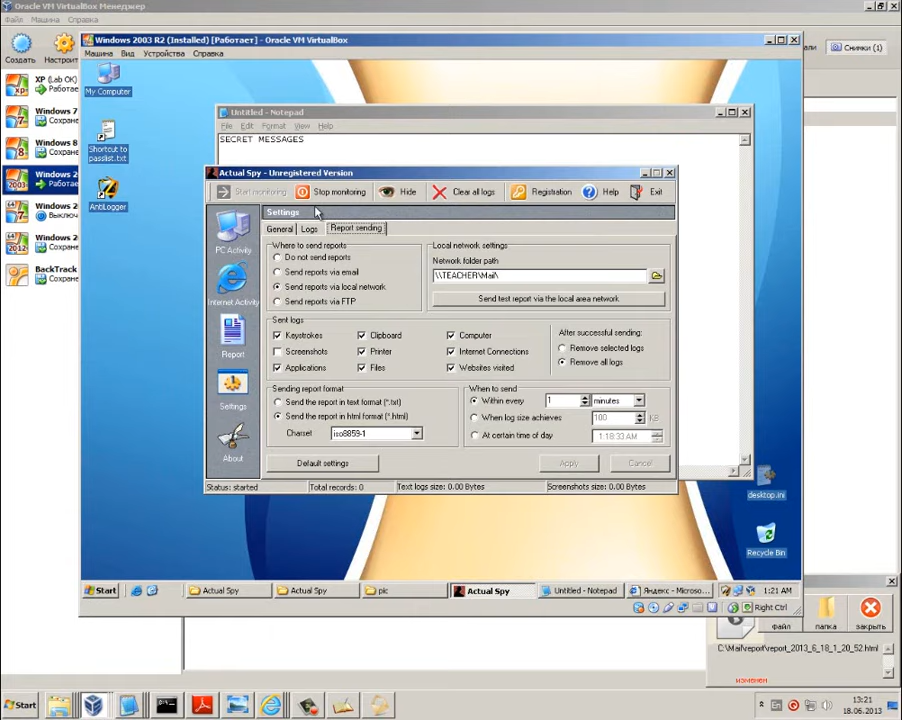 Oracle VM VirtualBox Менеджер
Файл Машина Справка
Создать
Настроит
Снимки (1)
XP (Lab OK)
Работае
Windows 7
Сохране
Windows 8
Сохране
Windows 20
Работае
Windows 20
Выключ
Windows 2
Сохране
BackTrack
Сохране
Windows 2003 R2 (Installed) [Работает] - Oracle VM VirtualBox
Машина Вид Устройства Справка
My Computer
Shortcut to
passlist.txt
AntiLogger
Untitled - Notepad
File Edit Format View Help
SECRET MESSAGES
Actual Spy - Unregistered Version
Start monitoring Stop monitoring Hide Clear all logs Registration Help Exit
PC Activity
Internet Activity
Report
Settings
About
Settings
General Logs Report sending
Where to send reports
Do not send reports
Send reports via email
Send reports via local network
Send reports via FTP
Local network settings
Network folder path
\\TEACHER\Mail\
Send test report via the local area network
Sent logs
Keystrokes Clipboard Computer
Screenshots Printer Internet Connections
Applications Files Websites visited
After successful sending:
Remove selected logs
Remove all logs
Sending report format
Send the report in text format (*.txt)
Send the report in html format (*.html)
Charset iso8859-1
When to send
Within every 1 minutes
When log size achieves 100 KB
At certain time of day 1:18:33 AM
Default settings Apply Cancel
Status: started Total records: 0 Text logs size: 0.00 Bytes Screenshots size: 0.00 Bytes
desktop.ini
Recycle Bin
Start Actual Spy Actual Spy pic Actual Spy Untitled - Notepad Яндекс - Microso... 1:21 AM
Right Ctrl
файл папка закрыть
C:\Mail\report\report_2013_6_18_1_20_52.html
изменен
Start
13:21
18.06.2013